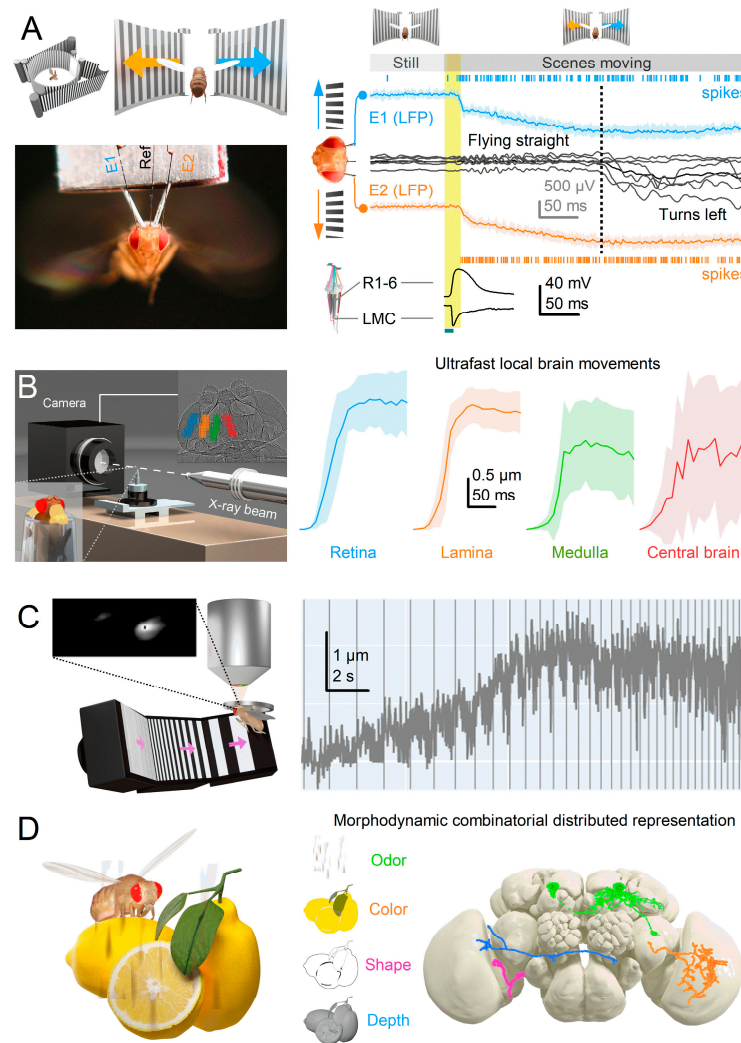 A
Still
Scenes moving
spikes
E1 (LFP)
Flying straight
E2 (LFP)
500 µV
50 ms
Turns left
spikes
E1
Ref
E2
R1-6
LMC
40 mV
50 ms
B
Camera
X-ray beam
Ultrafast local brain movements
0.5 µm
50 ms
Retina
Lamina
Medulla
Central brain
C
1 µm
2 s
D
Morphodynamic combinatorial distributed representation
Odor
Color
Shape
Depth